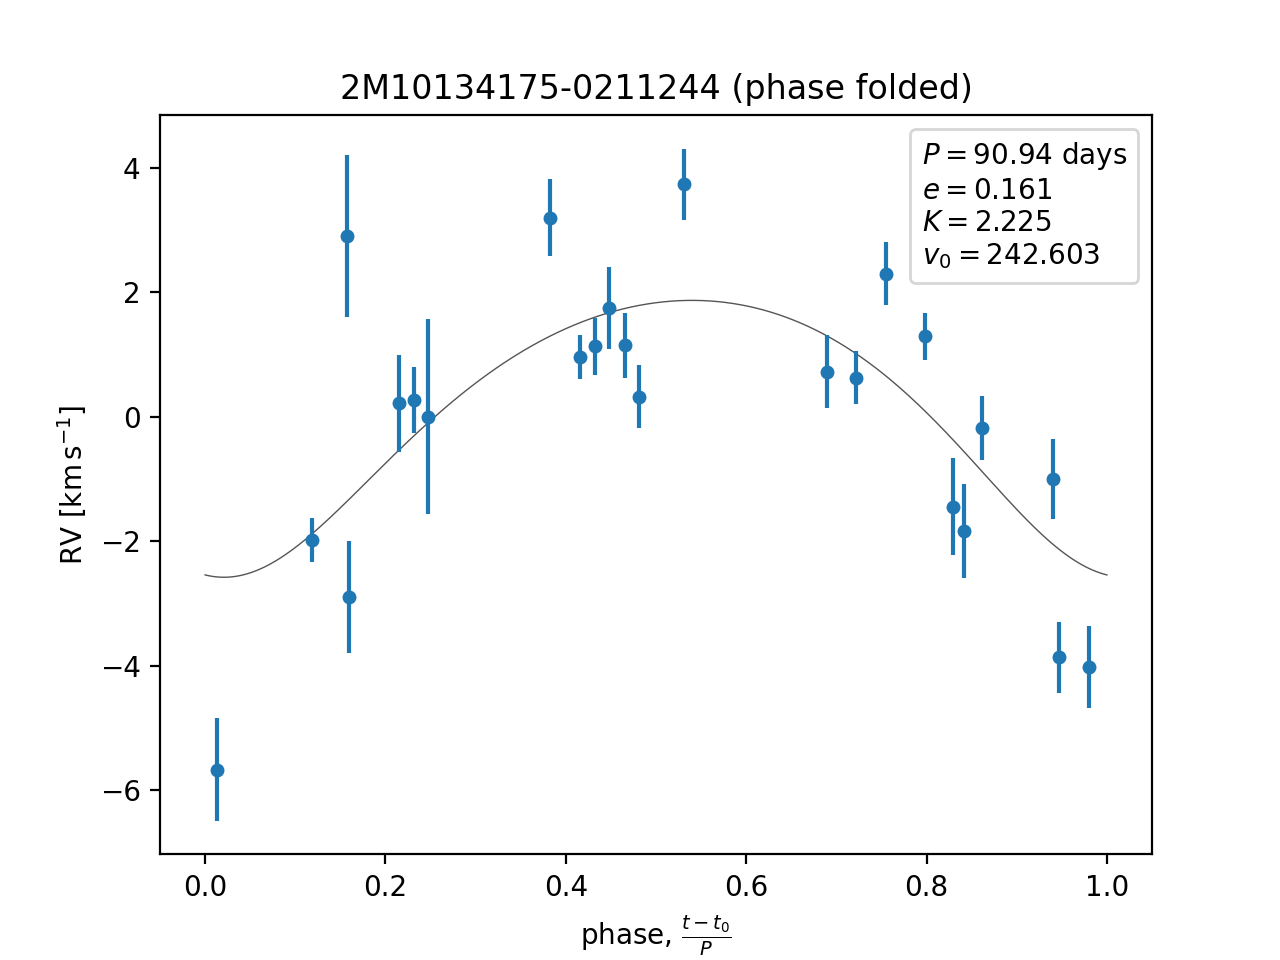 2M10134175-0211244 (phase folded)
P = 90.94 days
e = 0.161
K = 2.225
v₀ = 242.603
4
2
0
−2
−4
−6
RV [km s⁻¹]
0.0 0.2 0.4 0.6 0.8 1.0
phase, (t − t₀)/P